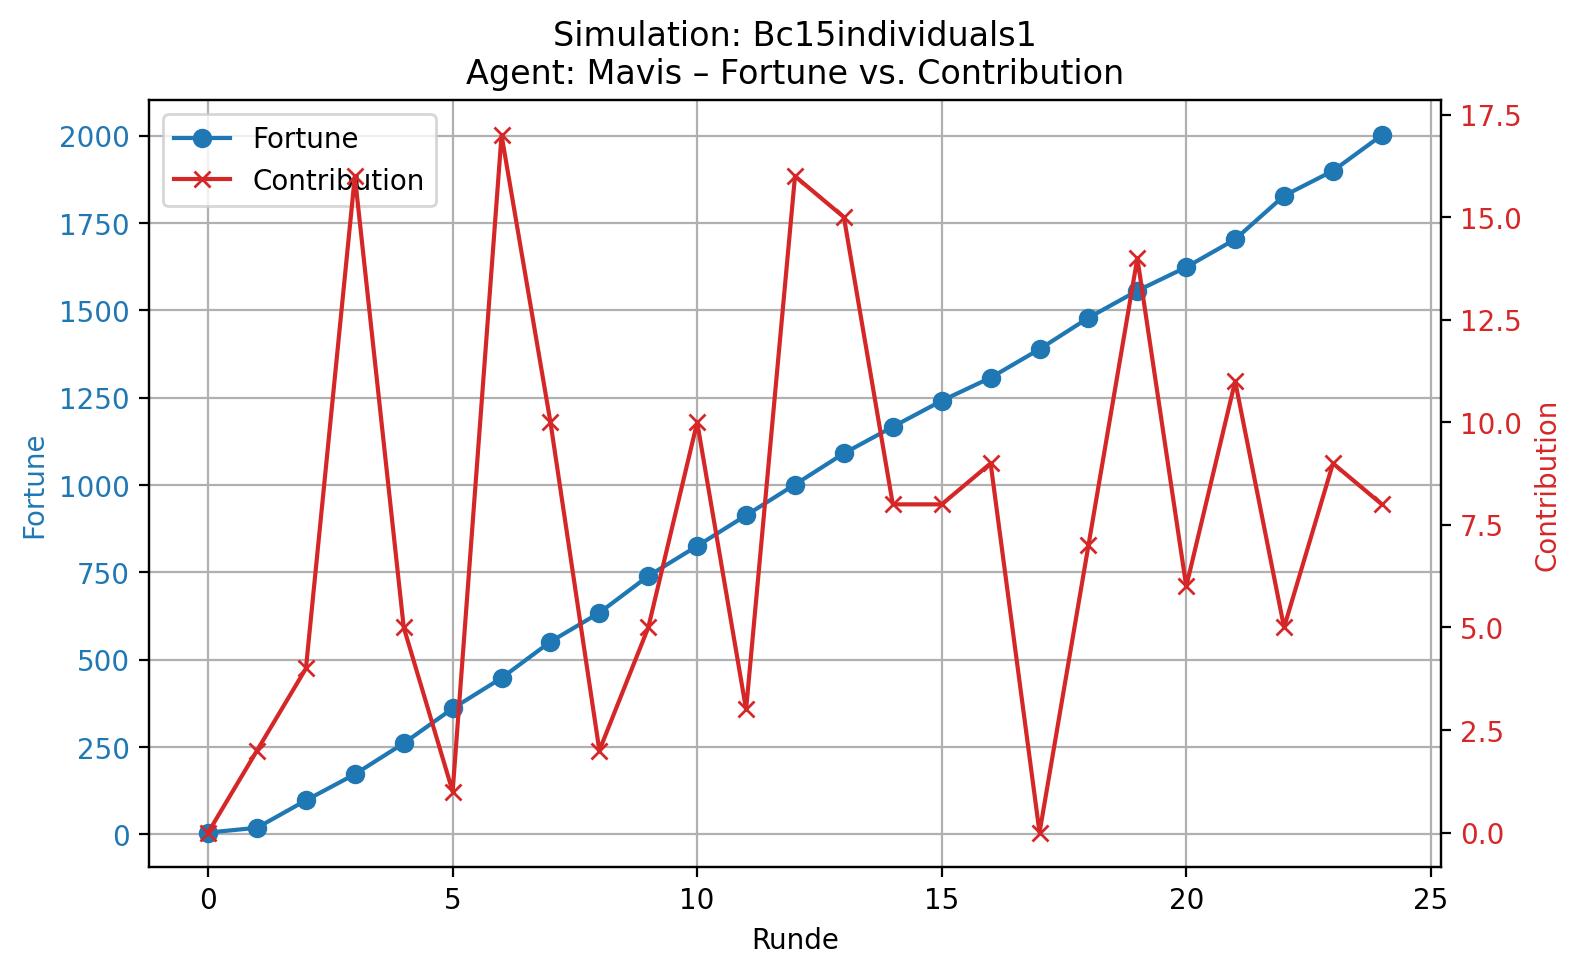 Simulation: Bc15individuals1
Agent: Mavis – Fortune vs. Contribution
Fortune
Contribution
2000
1750
1500
1250
1000
750
500
250
0
Fortune
17.5
15.0
12.5
10.0
7.5
5.0
2.5
0.0
Contribution
0 5 10 15 20 25
Runde